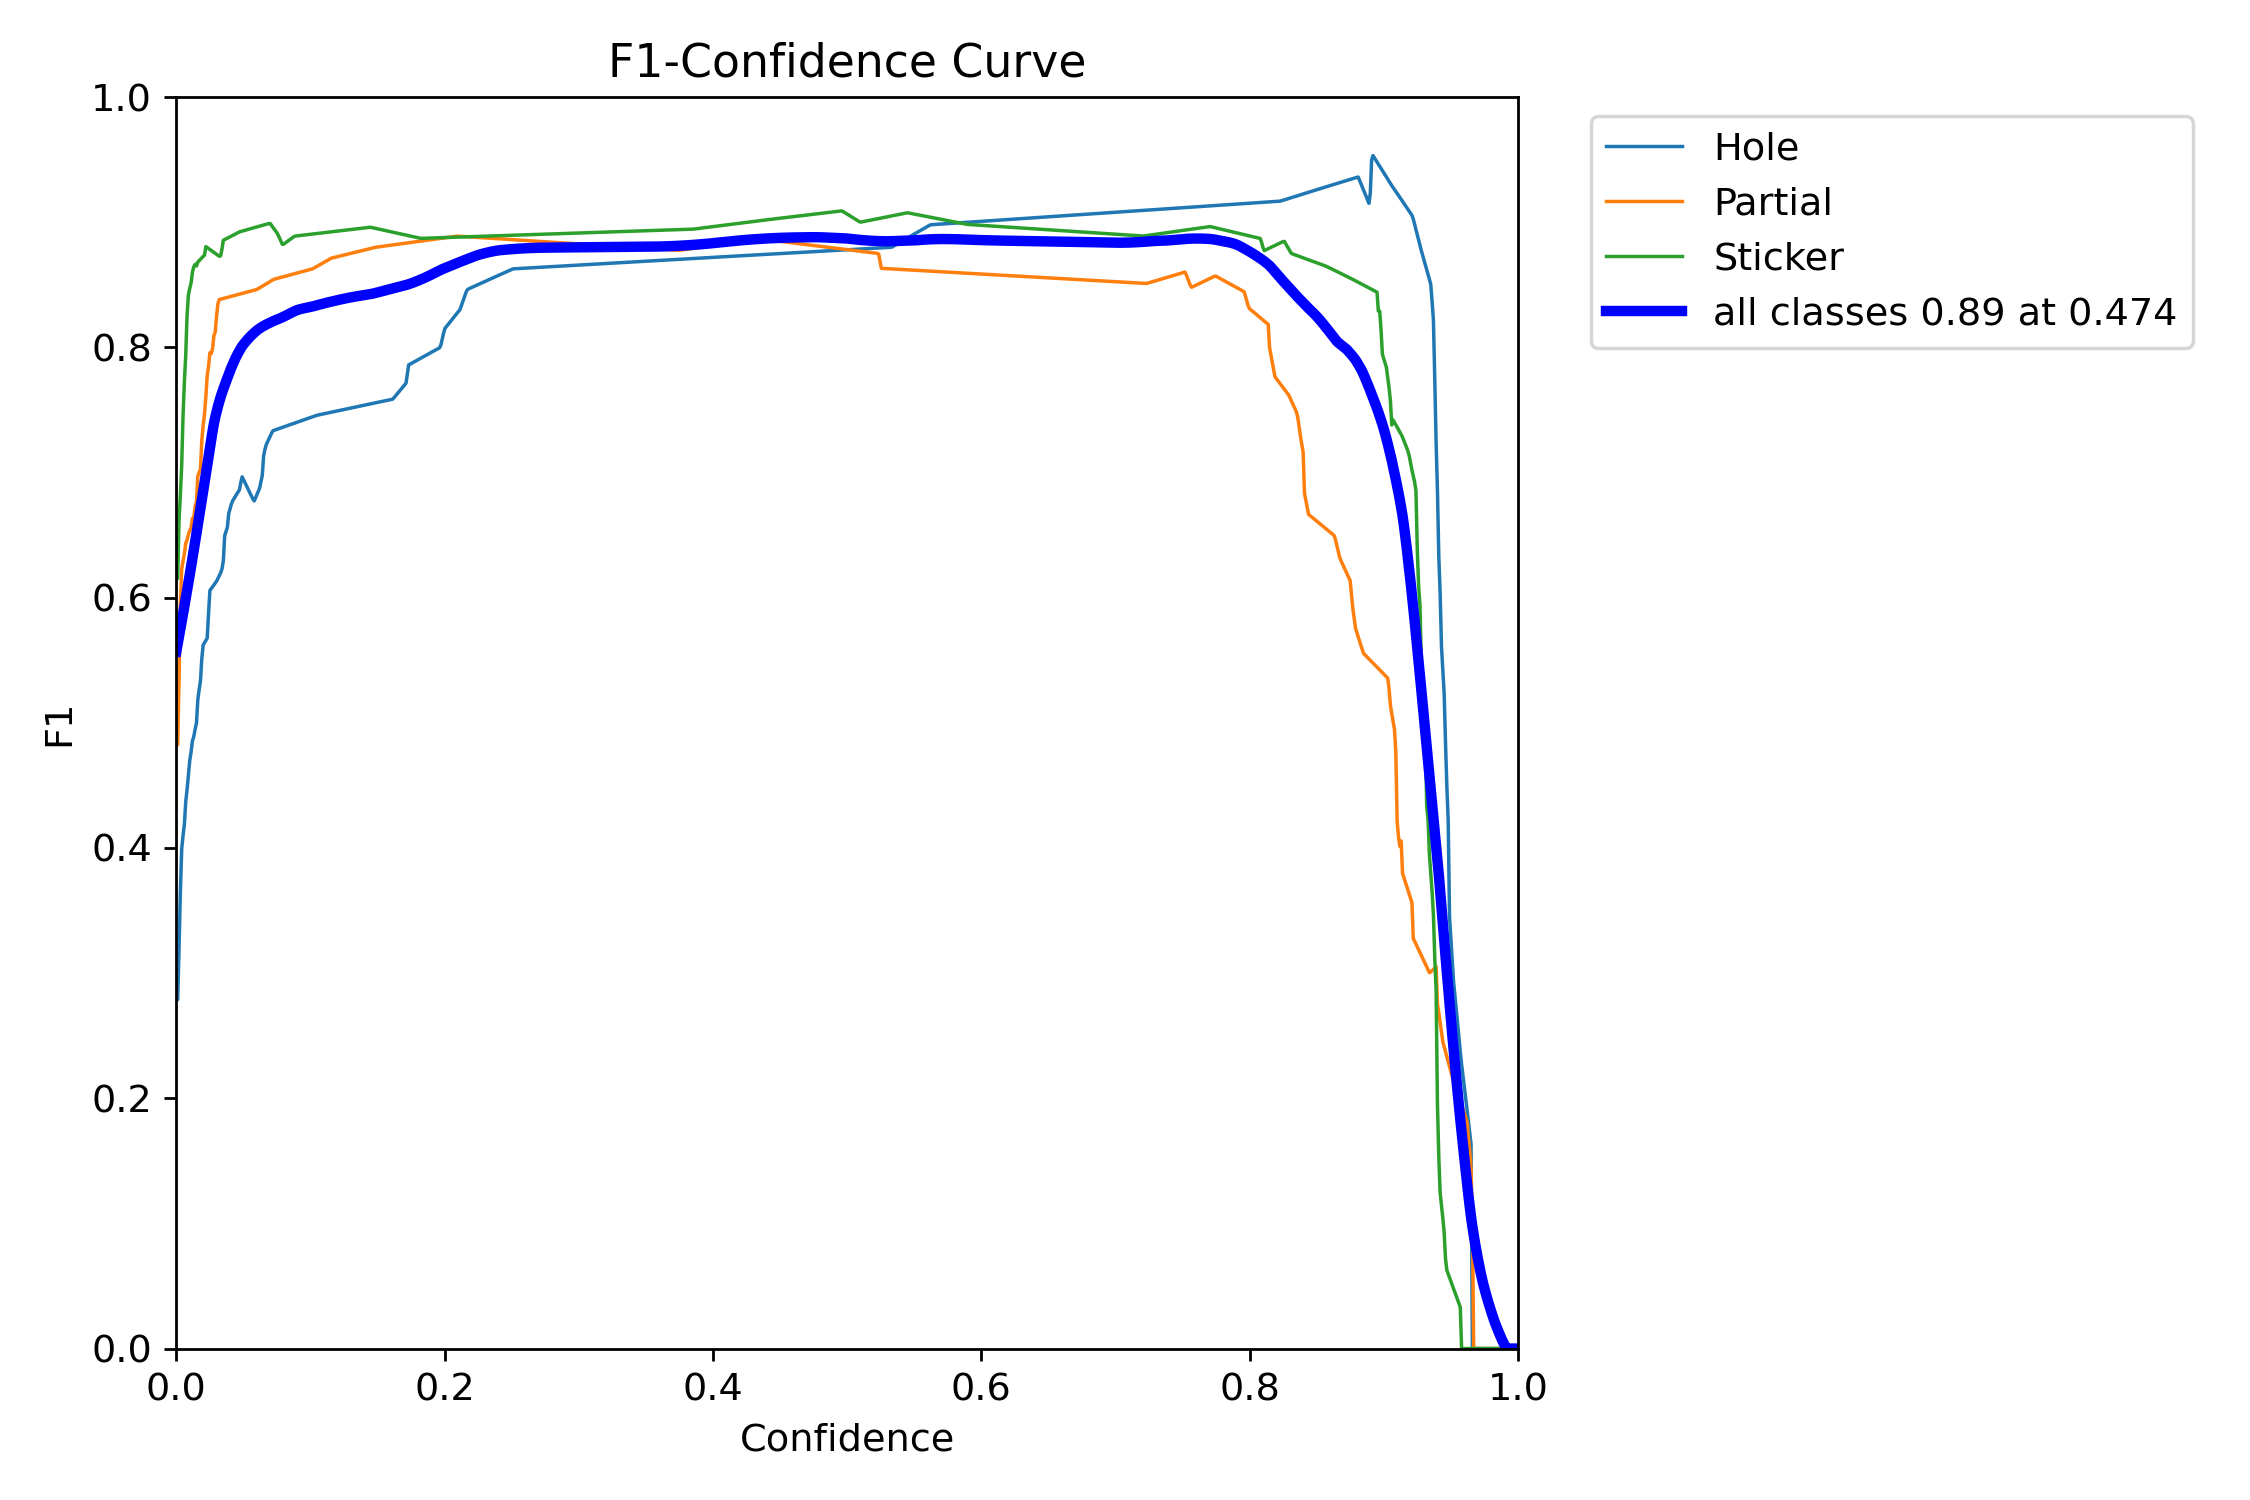 F1-Confidence Curve
1.0
0.8
0.6
0.4
0.2
0.0
F1
0.0 0.2 0.4 0.6 0.8 1.0
Confidence
Hole
Partial
Sticker
all classes 0.89 at 0.474